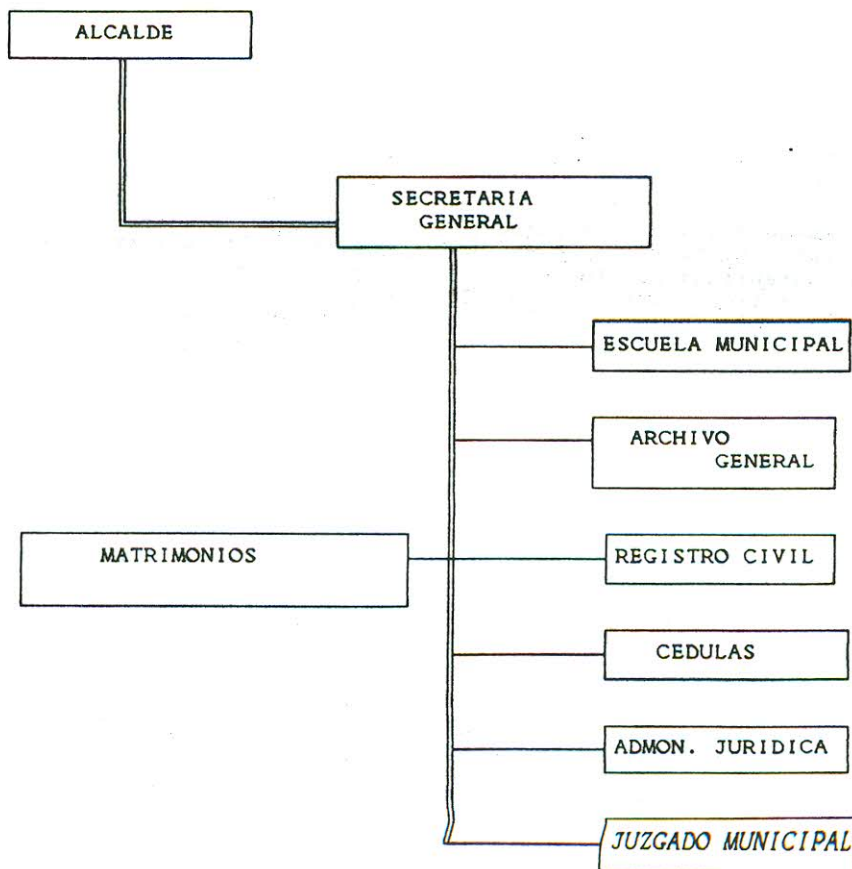 ALCALDE
SECRETARIA
GENERAL
ESCUELA MUNICIPAL
ARCHIVO
GENERAL
MATRIMONIOS
REGISTRO CIVIL
CEDULAS
ADMON. JURIDICA
JUZGADO MUNICIPAL